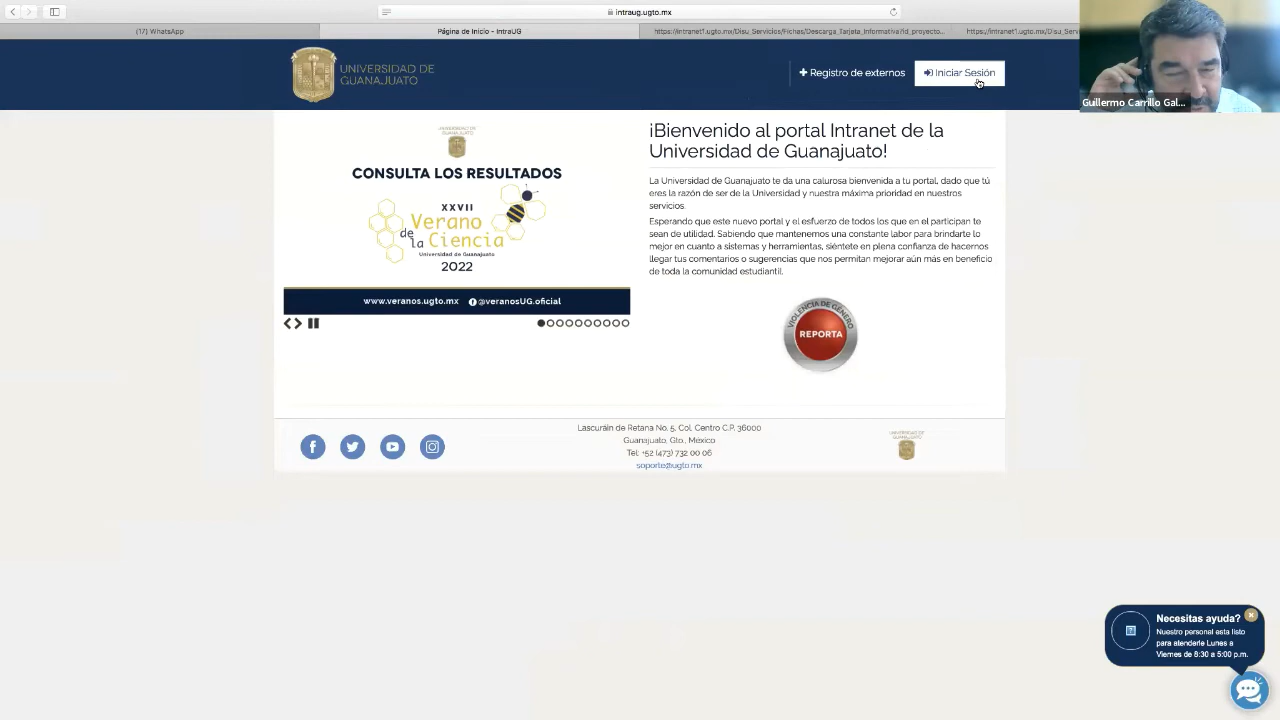 intraug.ugto.mx
(17) WhatsApp
Página de Inicio - IntraUG
https://intranet1.ugto.mx/Disu_Servicios/Fichas/Descarga_Tarjeta_Informativa?id_proyecto...
https://intranet1.ugto.mx/Disu_Serv
UNIVERSIDAD DE
GUANAJUATO
Registro de externos
Iniciar Sesión
Guillermo Carrillo Gal...
UNIVERSIDAD DE
GUANAJUATO
CONSULTA LOS RESULTADOS
XXVII
Verano
de la Ciencia
Universidad de Guanajuato
2022
www.veranos.ugto.mx @veranosUG.oficial
¡Bienvenido al portal Intranet de la
Universidad de Guanajuato!
La Universidad de Guanajuato te da una calurosa bienvenida a tu portal, dado que tú
eres la razón de ser de la Universidad y nuestra máxima prioridad en nuestros
servicios.
Esperando que este nuevo portal y el esfuerzo de todos los que en el participan te
sean de utilidad. Sabiendo que mantenemos una constante labor para brindarte lo
mejor en cuanto a sistemas y herramientas, siéntete en plena confianza de hacernos
llegar tus comentarios o sugerencias que nos permitan mejorar aún más en beneficio
de toda la comunidad estudiantil.
VIOLENCIA DE GÉNERO
REPORTA
Lascuráin de Retana No. 5, Col. Centro C.P. 36000
Guanajuato, Gto., México
Tel: +52 (473) 732 00 06
soporte@ugto.mx
UNIVERSIDAD DE
GUANAJUATO
Necesitas ayuda?
Nuestro personal esta listo
para atenderle Lunes a
Viernes de 8:30 a 5:00 p.m.